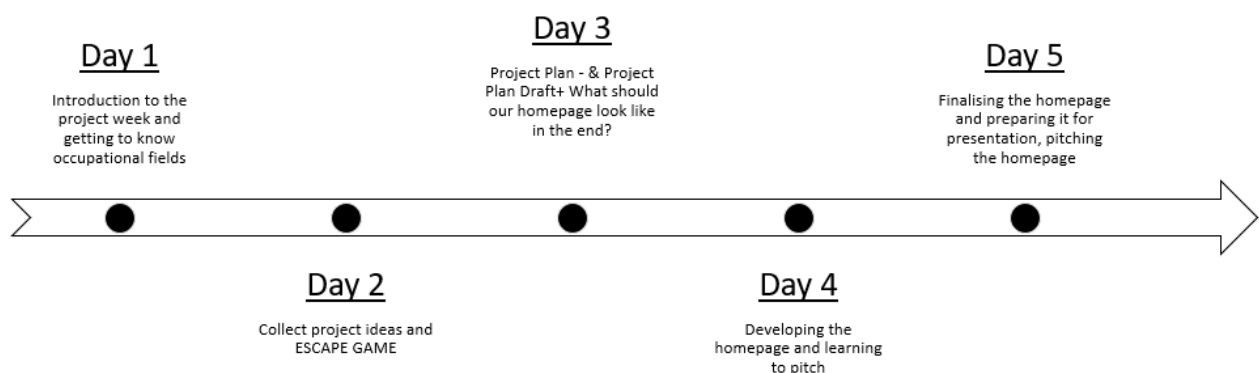 Day 1
Introduction to the
project week and
getting to know
occupational fields
Day 2
Collect project ideas and
ESCAPE GAME
Day 3
Project Plan - & Project
Plan Draft+ What should
our homepage look like
in the end?
Day 4
Developing the
homepage and learning
to pitch
Day 5
Finalising the homepage
and preparing it for
presentation, pitching
the homepage